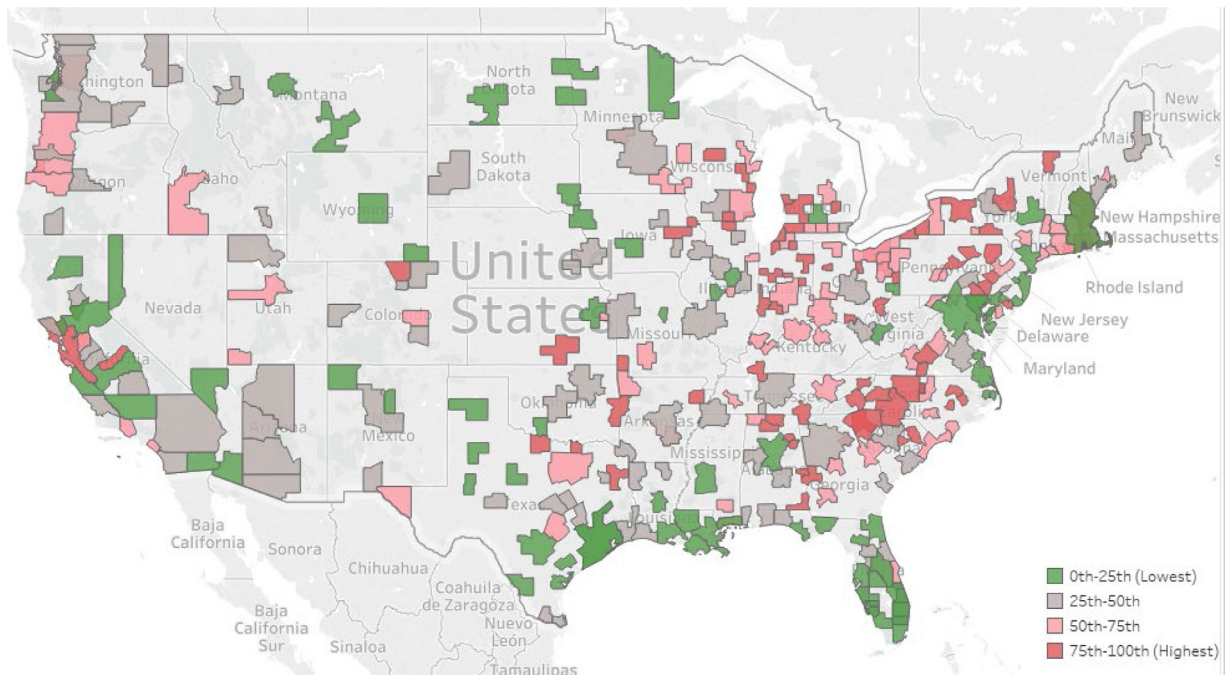 New
Brunswick
North
Dakota
Montana
Minnesota
South
Dakota
Wisconsin
Vermont
Wyoming
New Hampshire
Massachusetts
Iowa
United
States
Pennsylvania
Rhode Island
Nevada
Utah
Colorado
Missouri
West
Virginia
New Jersey
Delaware
Kentucky
Maryland
Oklahoma
Arkansas
Tennessee
Mexico
Mississippi
Georgia
Texas
Louisiana
Baja
California
Sonora
Chihuahua
Coahuila
de Zaragoza
Nuevo
León
Baja
California
Sur
Sinaloa
Tamaulipas
0th-25th (Lowest)
25th-50th
50th-75th
75th-100th (Highest)